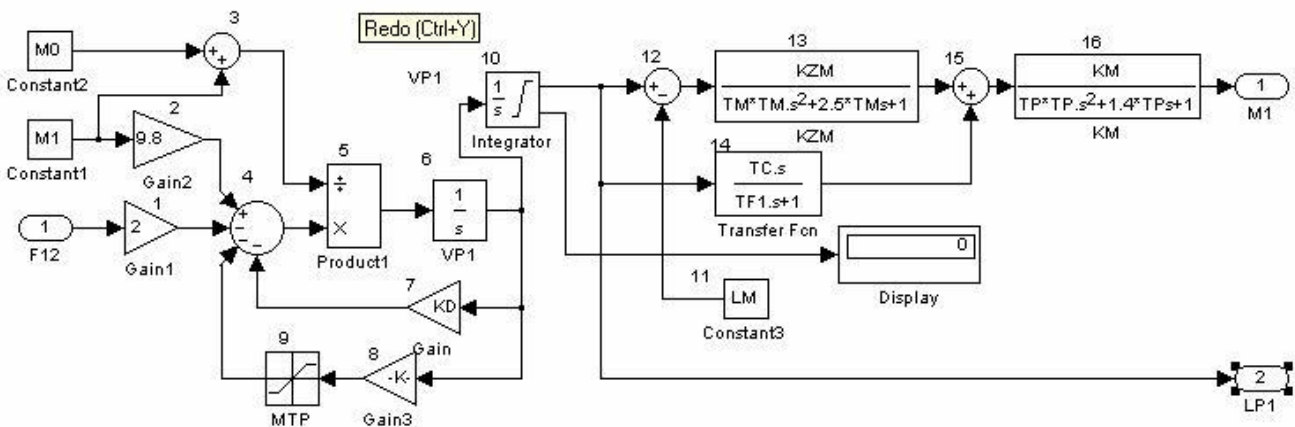 3
Redo (Ctrl+Y)
M0
+
+
Constant2
2
M1
9.8
Constant1
Gain2
4
1
1
2
F12
Gain1
+
-
-
-
5
÷
×
Product1
6
1
s
VP1
7
KD
Gain
8
-K-
Gain3
9
MTP
VP1
10
1
s
Integrator
12
+
-
13
KZM
TM*TM.s²+2.5*TMs+1
KZM
14
TC.s
TF1.s+1
Transfer Fcn
15
+
+
16
KM
TP*TP.s²+1.4*TPs+1
KM
1
M1
0
Display
11
LM
Constant3
2
LP1